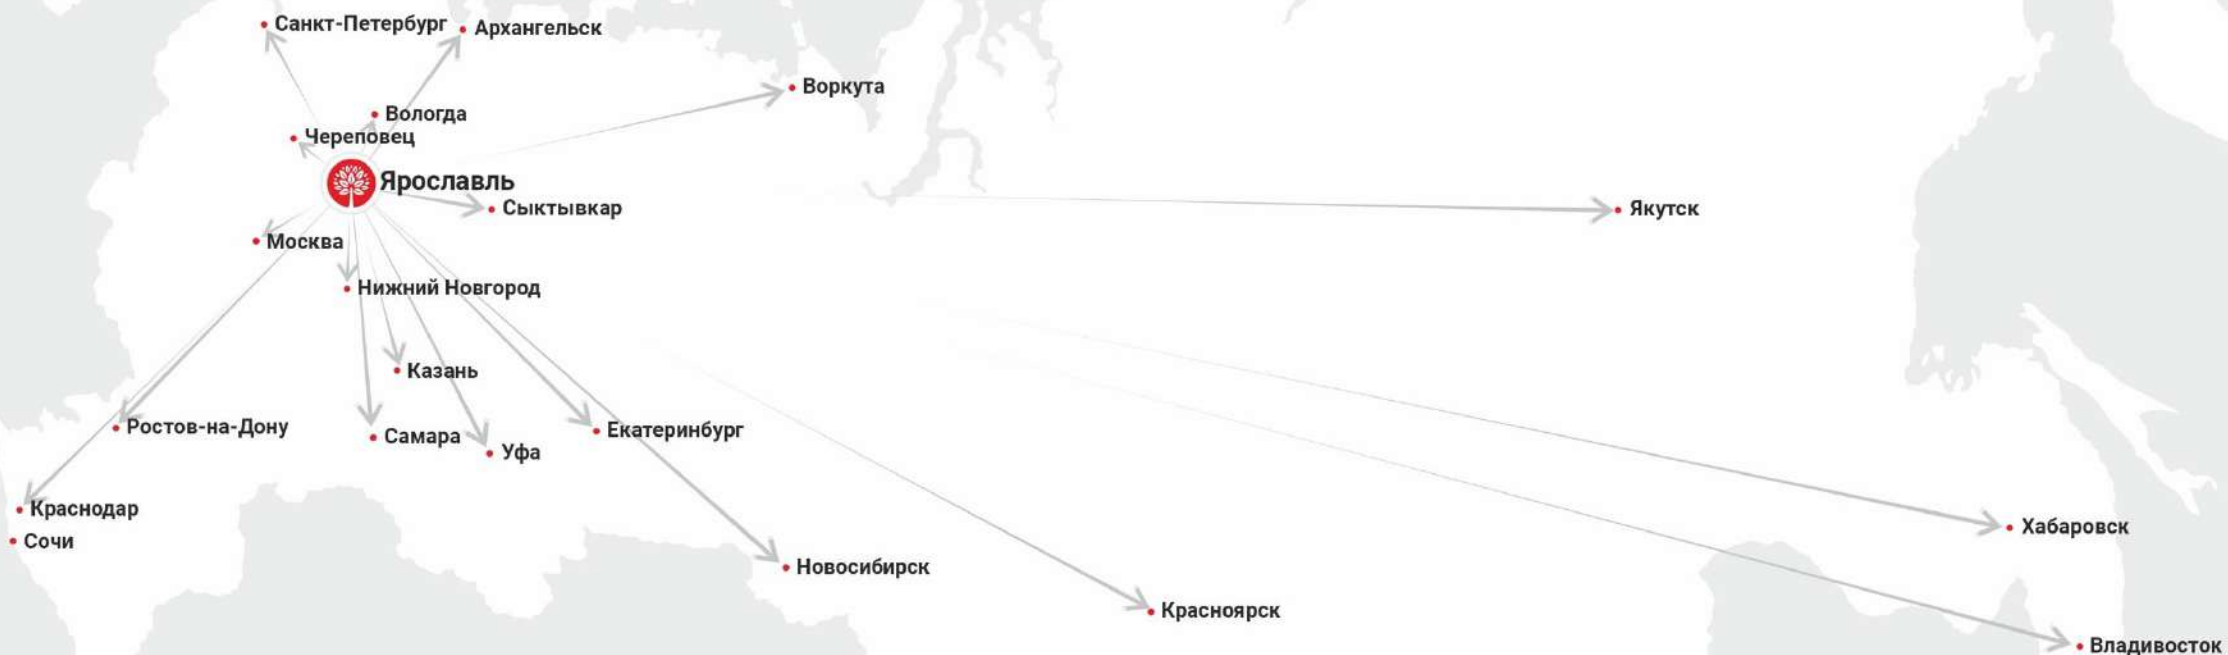 Санкт-Петербург
Архангельск
Воркута
Вологда
Череповец
Ярославль
Сыктывкар
Якутск
Москва
Нижний Новгород
Казань
Ростов-на-Дону
Самара
Уфа
Екатеринбург
Краснодар
Сочи
Новосибирск
Красноярск
Хабаровск
Владивосток